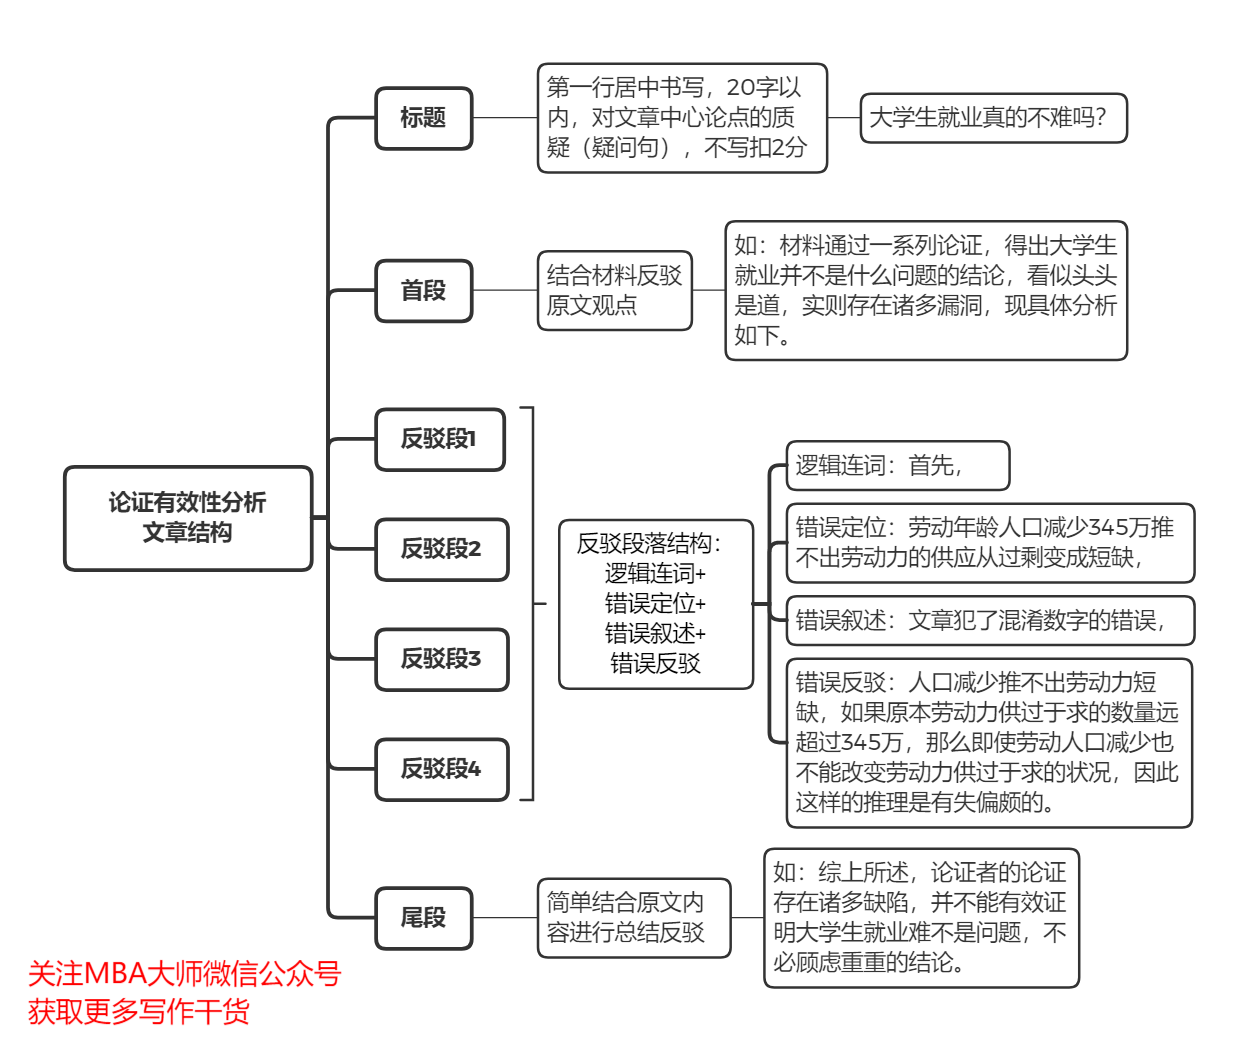 论证有效性分析
文章结构
标题
第一行居中书写，20字以
内，对文章中心论点的质
疑（疑问句），不写扣2分
大学生就业真的不难吗？
首段
结合材料反驳
原文观点
如：材料通过一系列论证，得出大学生
就业并不是什么问题的结论，看似头头
是道，实则存在诸多漏洞，现具体分析
如下。
反驳段1
反驳段2
反驳段3
反驳段4
反驳段落结构：
逻辑连词+
错误定位+
错误叙述+
错误反驳
逻辑连词：首先，
错误定位：劳动年龄人口减少345万推
不出劳动力的供应从过剩变成短缺，
错误叙述：文章犯了混淆数字的错误，
错误反驳：人口减少推不出劳动力短
缺，如果原本劳动力供过于求的数量远
超过345万，那么即使劳动人口减少也
不能改变劳动力供过于求的状况，因此
这样的推理是有失偏颇的。
尾段
简单结合原文内
容进行总结反驳
如：综上所述，论证者的论证
存在诸多缺陷，并不能有效证
明大学生就业难不是问题，不
必顾虑重重的结论。
关注MBA大师微信公众号
获取更多写作干货